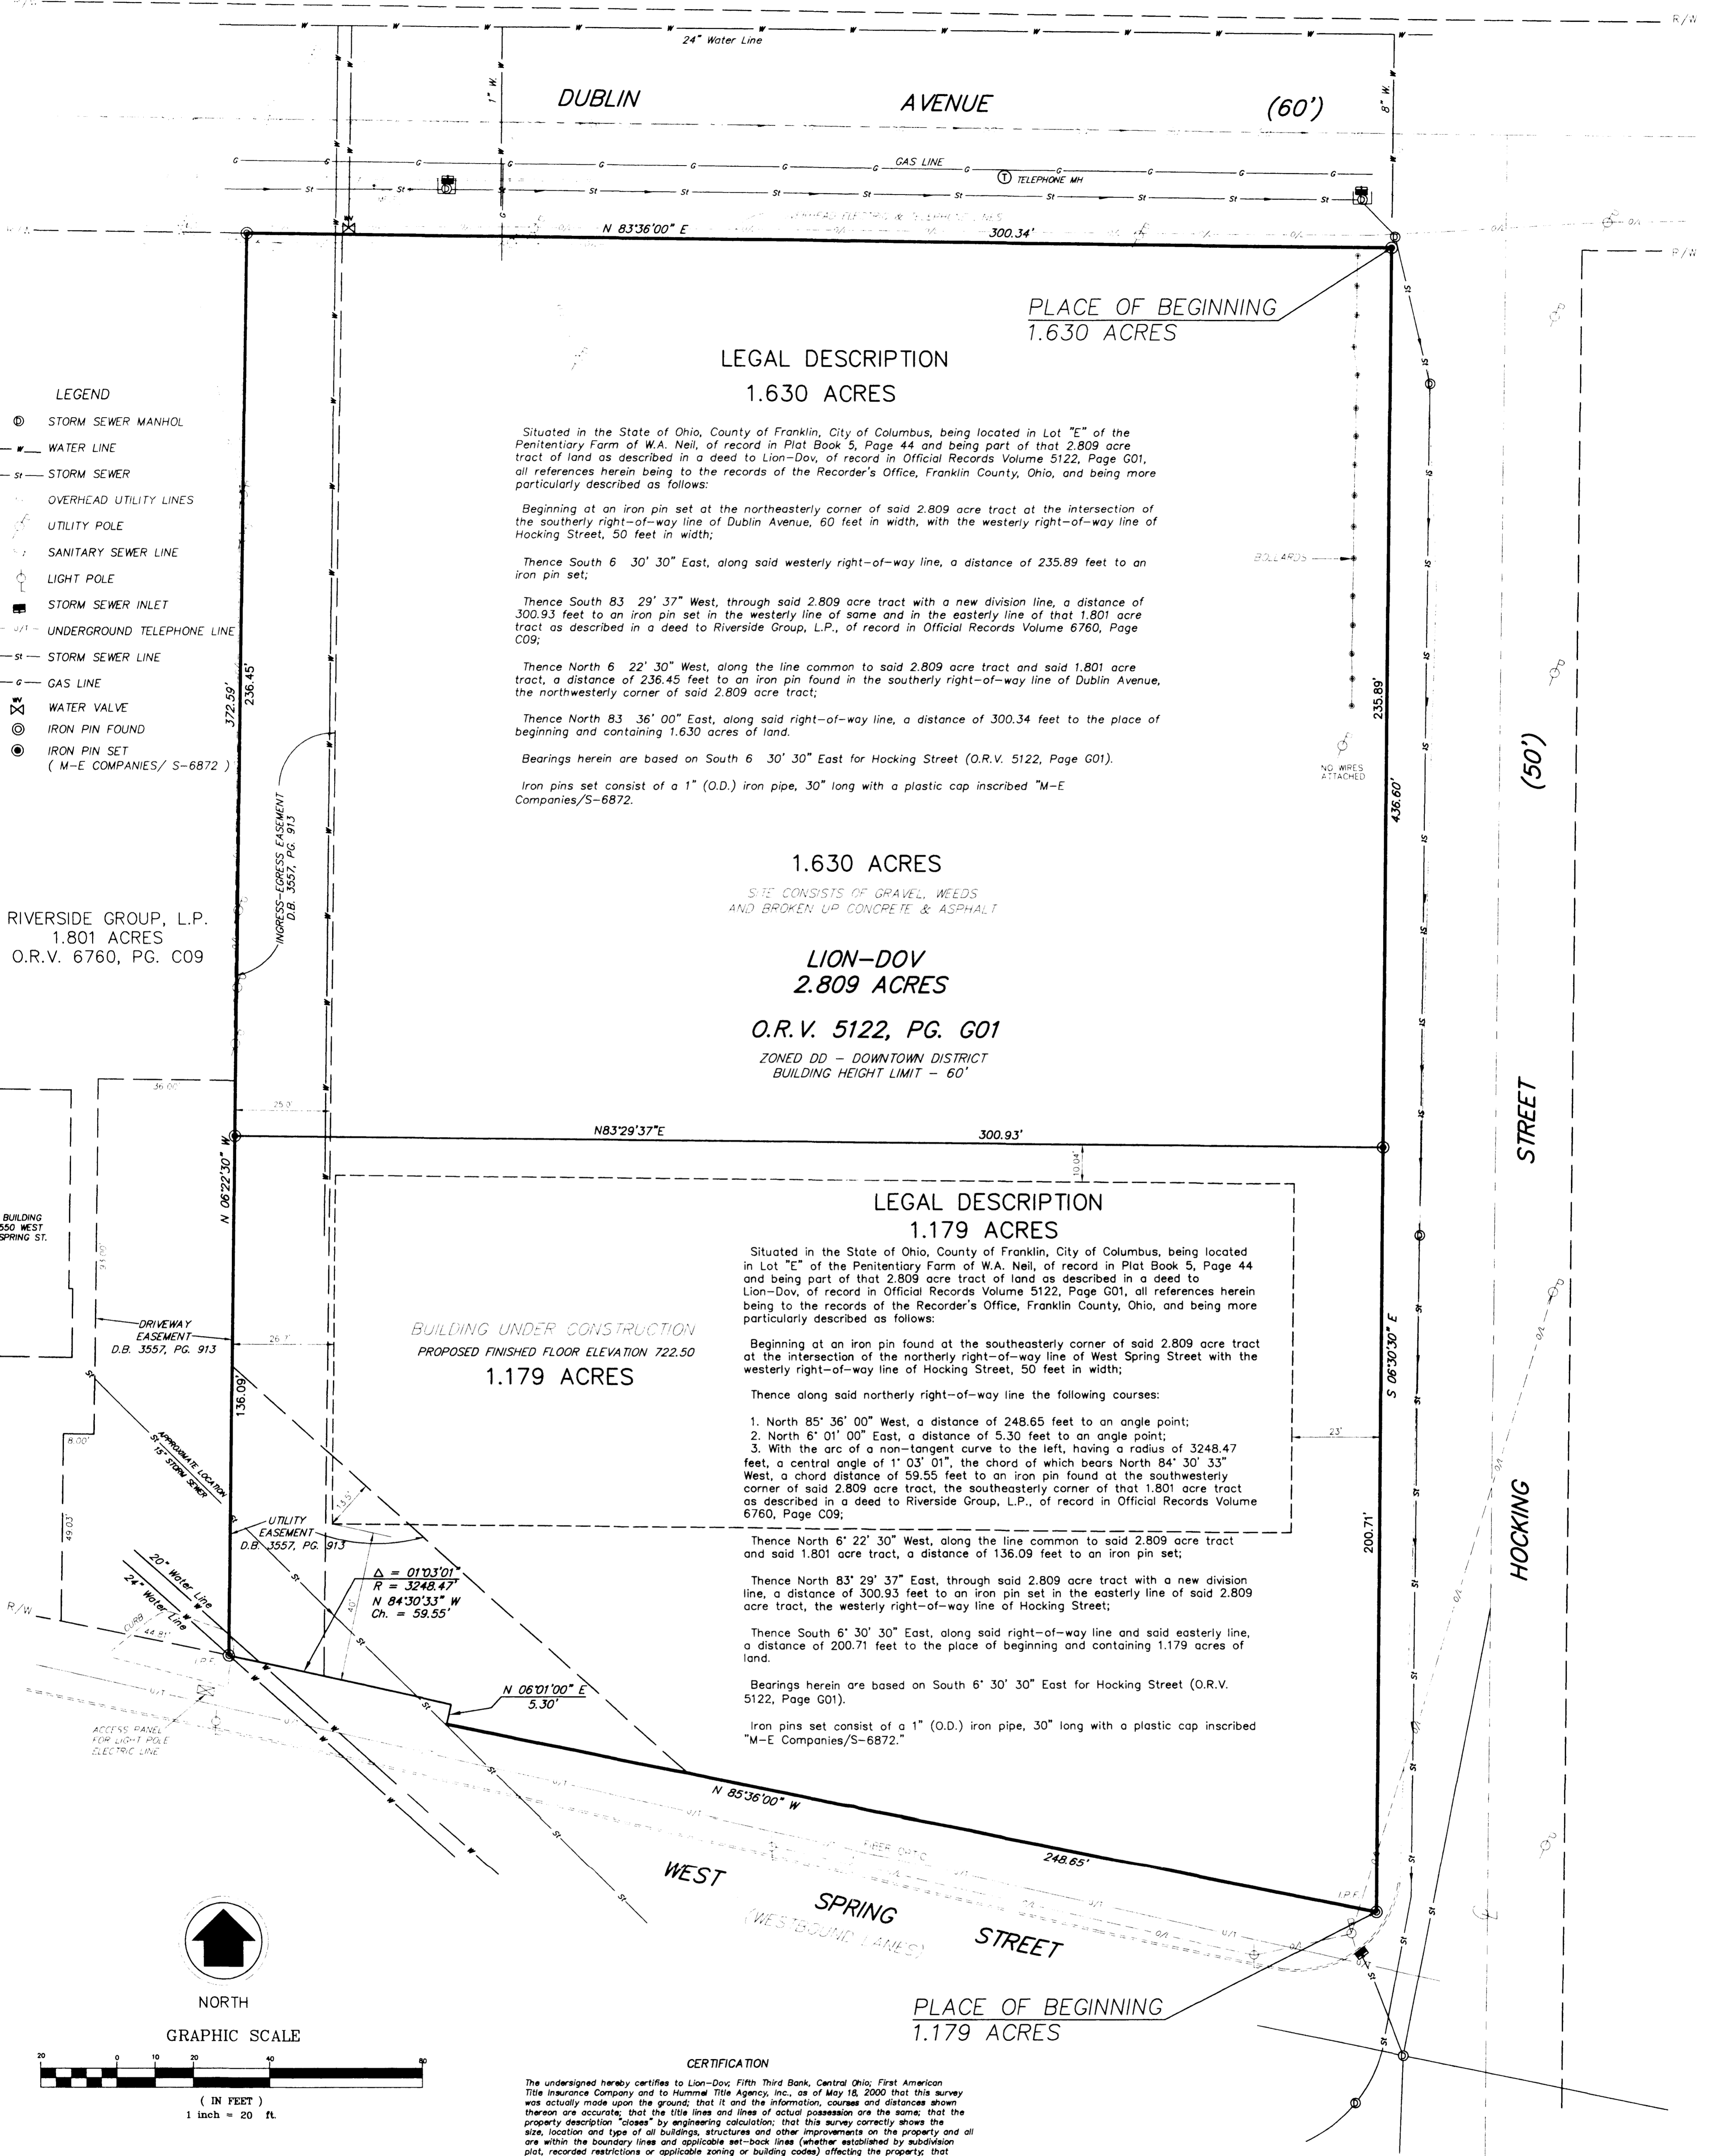 R/W
24" Water Line
DUBLIN AVENUE (60')
1" W.
8" W.
GAS LINE
TELEPHONE MH
N 83°36'00" E 300.34'
R/W
PLACE OF BEGINNING
1.630 ACRES
LEGAL DESCRIPTION
1.630 ACRES
Situated in the State of Ohio, County of Franklin, City of Columbus, being located in Lot "E" of the
Penitentiary Farm of W.A. Neil, of record in Plat Book 5, Page 44 and being part of that 2.809 acre
tract of land as described in a deed to Lion-Dov, of record in Official Records Volume 5122, Page G01,
all references herein being to the records of the Recorder's Office, Franklin County, Ohio, and being more
particularly described as follows:
Beginning at an iron pin set at the northeasterly corner of said 2.809 acre tract at the intersection of
the southerly right-of-way line of Dublin Avenue, 60 feet in width, with the westerly right-of-way line of
Hocking Street, 50 feet in width;
Thence South 6 30' 30" East, along said westerly right-of-way line, a distance of 235.89 feet to an
iron pin set;
Thence South 83 29' 37" West, through said 2.809 acre tract with a new division line, a distance of
300.93 feet to an iron pin set in the westerly line of same and in the easterly line of that 1.801 acre
tract as described in a deed to Riverside Group, L.P., of record in Official Records Volume 6760, Page
C09;
Thence North 6 22' 30" West, along the line common to said 2.809 acre tract and said 1.801 acre
tract, a distance of 236.45 feet to an iron pin found in the southerly right-of-way line of Dublin Avenue,
the northwesterly corner of said 2.809 acre tract;
Thence North 83 36' 00" East, along said right-of-way line, a distance of 300.34 feet to the place of
beginning and containing 1.630 acres of land.
Bearings herein are based on South 6 30' 30" East for Hocking Street (O.R.V. 5122, Page G01).
Iron pins set consist of a 1" (O.D.) iron pipe, 30" long with a plastic cap inscribed "M-E
Companies/S-6872.
LEGEND
STORM SEWER MANHOL
WATER LINE
STORM SEWER
OVERHEAD UTILITY LINES
UTILITY POLE
SANITARY SEWER LINE
LIGHT POLE
STORM SEWER INLET
UNDERGROUND TELEPHONE LINE
STORM SEWER LINE
GAS LINE
WATER VALVE
IRON PIN FOUND
IRON PIN SET
( M-E COMPANIES/ S-6872 )
372.59'
236.45'
INGRESS-EGRESS EASEMENT
D.B. 3557, PG. 913
BOLLARDS
NO WIRES
ATTACHED
235.89'
436.60'
(50')
STREET
HOCKING
RIVERSIDE GROUP, L.P.
1.801 ACRES
O.R.V. 6760, PG. C09
1.630 ACRES
SITE CONSISTS OF GRAVEL, WEEDS
AND BROKEN UP CONCRETE & ASPHALT
LION-DOV
2.809 ACRES
O.R.V. 5122, PG. G01
ZONED DD - DOWNTOWN DISTRICT
BUILDING HEIGHT LIMIT - 60'
36.00'
25.0'
N83°29'37"E 300.93'
10.04'
N 06°22'30" W
BUILDING
550 WEST
SPRING ST.
93.00'
DRIVEWAY
EASEMENT
D.B. 3557, PG. 913
26.7'
136.09'
BUILDING UNDER CONSTRUCTION
PROPOSED FINISHED FLOOR ELEVATION 722.50
1.179 ACRES
LEGAL DESCRIPTION
1.179 ACRES
Situated in the State of Ohio, County of Franklin, City of Columbus, being located
in Lot "E" of the Penitentiary Farm of W.A. Neil, of record in Plat Book 5, Page 44
and being part of that 2.809 acre tract of land as described in a deed to
Lion-Dov, of record in Official Records Volume 5122, Page G01, all references herein
being to the records of the Recorder's Office, Franklin County, Ohio, and being more
particularly described as follows:
Beginning at an iron pin found at the southeasterly corner of said 2.809 acre tract
at the intersection of the northerly right-of-way line of West Spring Street with the
westerly right-of-way line of Hocking Street, 50 feet in width;
Thence along said northerly right-of-way line the following courses:
1. North 85° 36' 00" West, a distance of 248.65 feet to an angle point;
2. North 6° 01' 00" East, a distance of 5.30 feet to an angle point;
3. With the arc of a non-tangent curve to the left, having a radius of 3248.47
feet, a central angle of 1° 03' 01", the chord of which bears North 84° 30' 33"
West, a chord distance of 59.55 feet to an iron pin found at the southwesterly
corner of said 2.809 acre tract, the southeasterly corner of that 1.801 acre tract
as described in a deed to Riverside Group, L.P., of record in Official Records Volume
6760, Page C09;
Thence North 6° 22' 30" West, along the line common to said 2.809 acre tract
and said 1.801 acre tract, a distance of 136.09 feet to an iron pin set;
Thence North 83° 29' 37" East, through said 2.809 acre tract with a new division
line, a distance of 300.93 feet to an iron pin set in the easterly line of said 2.809
acre tract, the westerly right-of-way line of Hocking Street;
Thence South 6° 30' 30" East, along said right-of-way line and said easterly line,
a distance of 200.71 feet to the place of beginning and containing 1.179 acres of
land.
Bearings herein are based on South 6° 30' 30" East for Hocking Street (O.R.V.
5122, Page G01).
Iron pins set consist of a 1" (O.D.) iron pipe, 30" long with a plastic cap inscribed
"M-E Companies/S-6872."
S 06°30'30" E
23'
200.71'
8.00'
APPROXIMATE LOCATION
15" STORM SEWER
49.03'
13.5'
UTILITY
EASEMENT
D.B. 3557, PG. 913
20" Water Line
24" Water Line
Δ = 01°03'01"
R = 3248.47'
N 84°30'33" W
Ch. = 59.55'
40'
R/W
CURB
44.81'
I.P.F.
N 06°01'00" E
5.30'
ACCESS PANEL
FOR LIGHT POLE
ELECTRIC LINE
N 85°36'00" W
248.65'
FIBER OPTIC
I.P.F.
WEST SPRING STREET
(WESTBOUND LANES)
PLACE OF BEGINNING
1.179 ACRES
NORTH
GRAPHIC SCALE
20 0 10 20 40 80
( IN FEET )
1 inch = 20 ft.
CERTIFICATION
The undersigned hereby certifies to Lion-Dov; Fifth Third Bank, Central Ohio; First American
Title Insurance Company and to Hummel Title Agency, Inc., as of May 18, 2000 that this survey
was actually made upon the ground; that it and the information, courses and distances shown
thereon are accurate; that the title lines and lines of actual possession are the same; that the
property description "closes" by engineering calculation; that this survey correctly shows the
size, location and type of all buildings, structures and other improvements on the property and all
are within the boundary lines and applicable set-back lines (whether established by subdivision
plat, recorded restrictions or applicable zoning or building codes) affecting the property; that